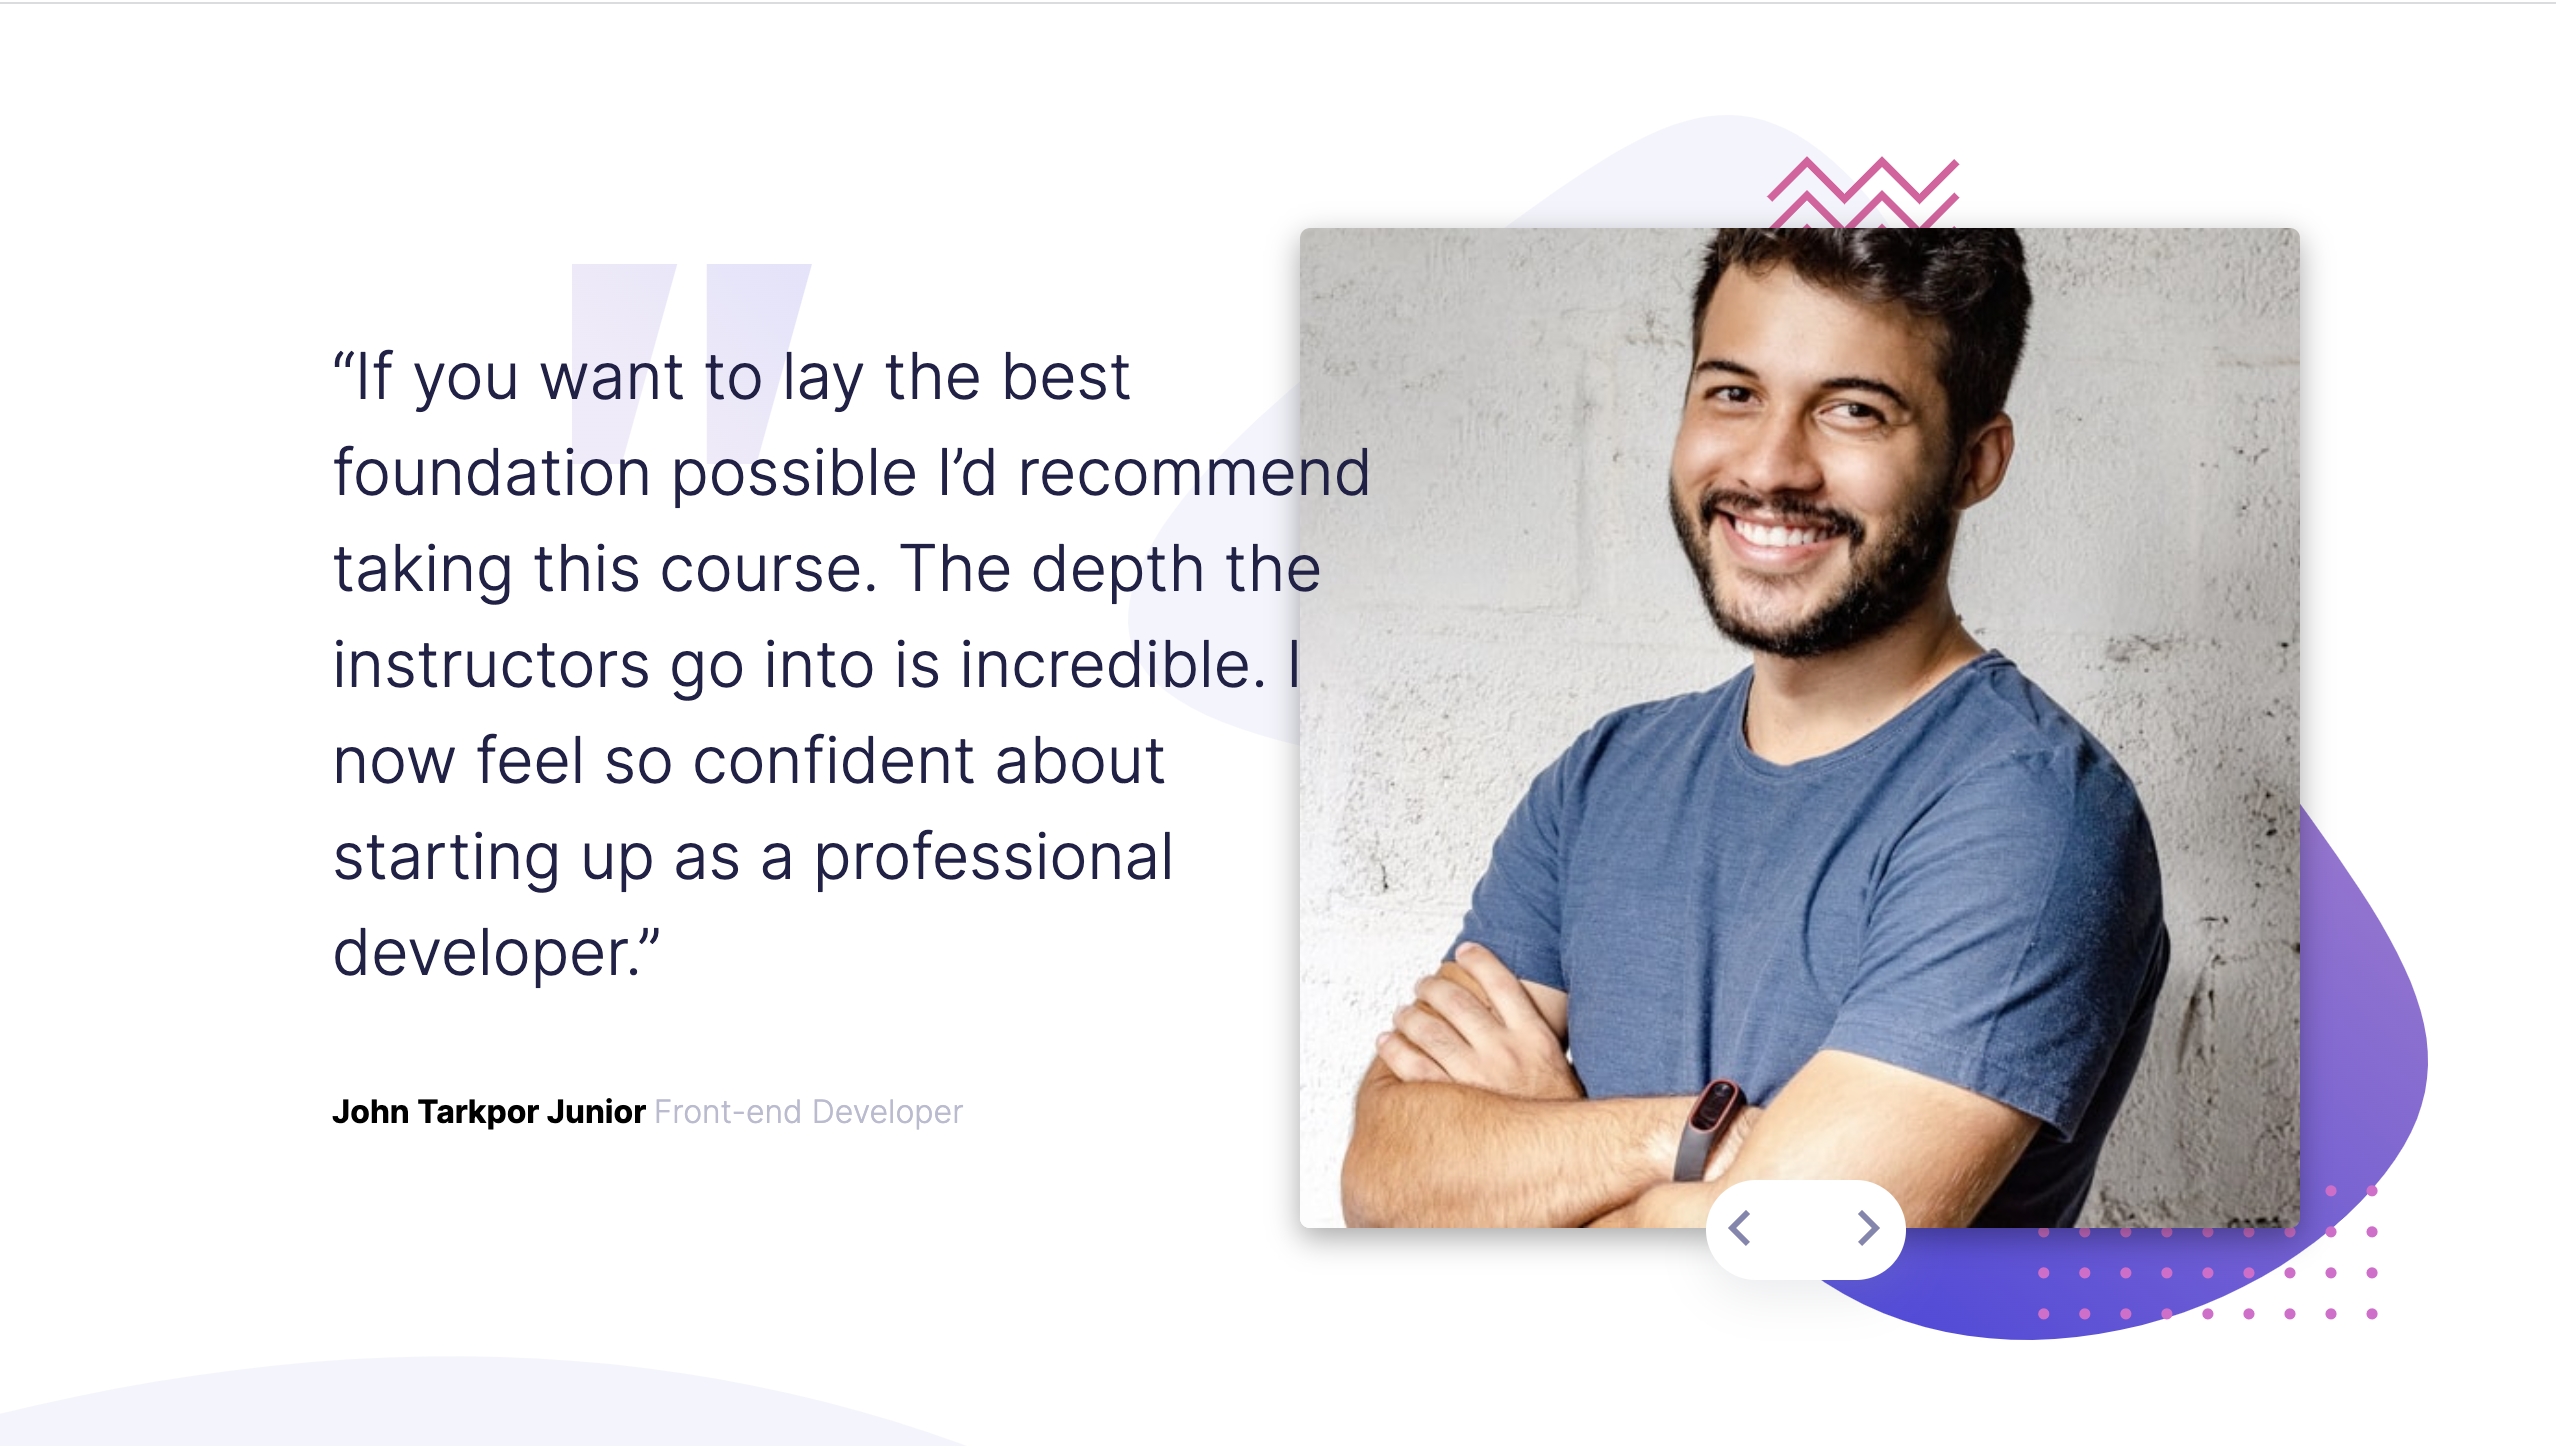 “If you want to lay the best
foundation possible I’d recommend
taking this course. The depth the
instructors go into is incredible. I
now feel so confident about
starting up as a professional
developer.”
John Tarkpor Junior Front-end Developer